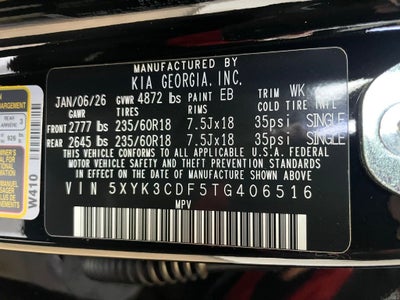 MANUFACTURED BY
KIA GEORGIA, INC.
JAN/06/26 GVWR 4872 lbs PAINT EB TRIM WK
GAWR TIRES RIMS COLD TIRE
FRONT 2777 lbs 235/60R18 7.5Jx18 35psi SINGLE
REAR 2645 lbs 235/60R18 7.5Jx18 35psi SINGLE
THIS VEHICLE CONFORMS TO ALL APPLICABLE U.S.A. FEDERAL
MOTOR VEHICLE SAFETY BUMPER, AND THEFT PREVENTION STANDARDS
IN EFFECT ON THE DATE OF MANUFACTURE SHOWN ABOVE.
VIN 5XYK3CDF5TG406516
MPV
W410